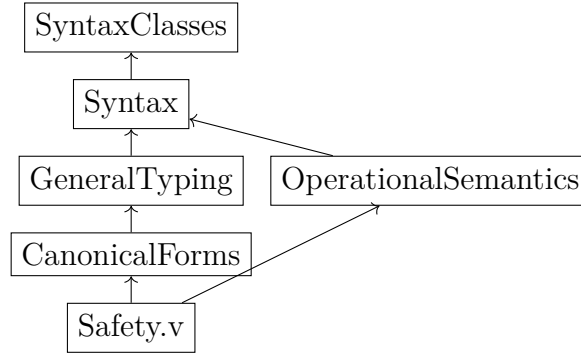 SyntaxClasses
Syntax
GeneralTyping
OperationalSemantics
CanonicalForms
Safety.v